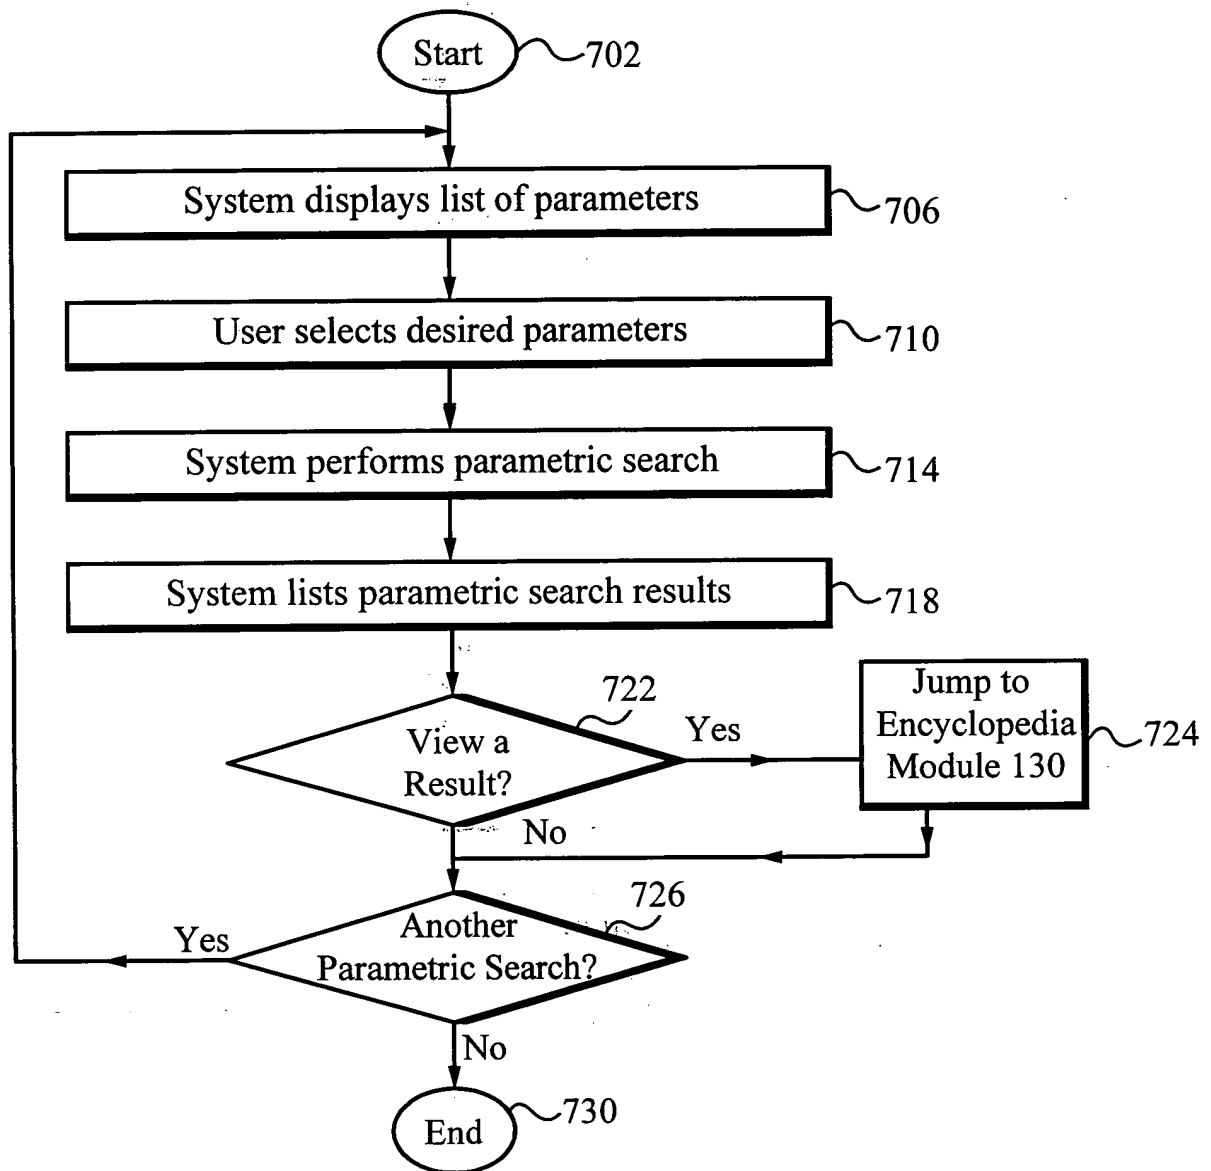 Start
702
System displays list of parameters
706
User selects desired parameters
710
System performs parametric search
714
System lists parametric search results
718
722
View a
Result?
Yes
Jump to
Encyclopedia
Module 130
724
No
726
Another
Parametric Search?
Yes
No
End
730